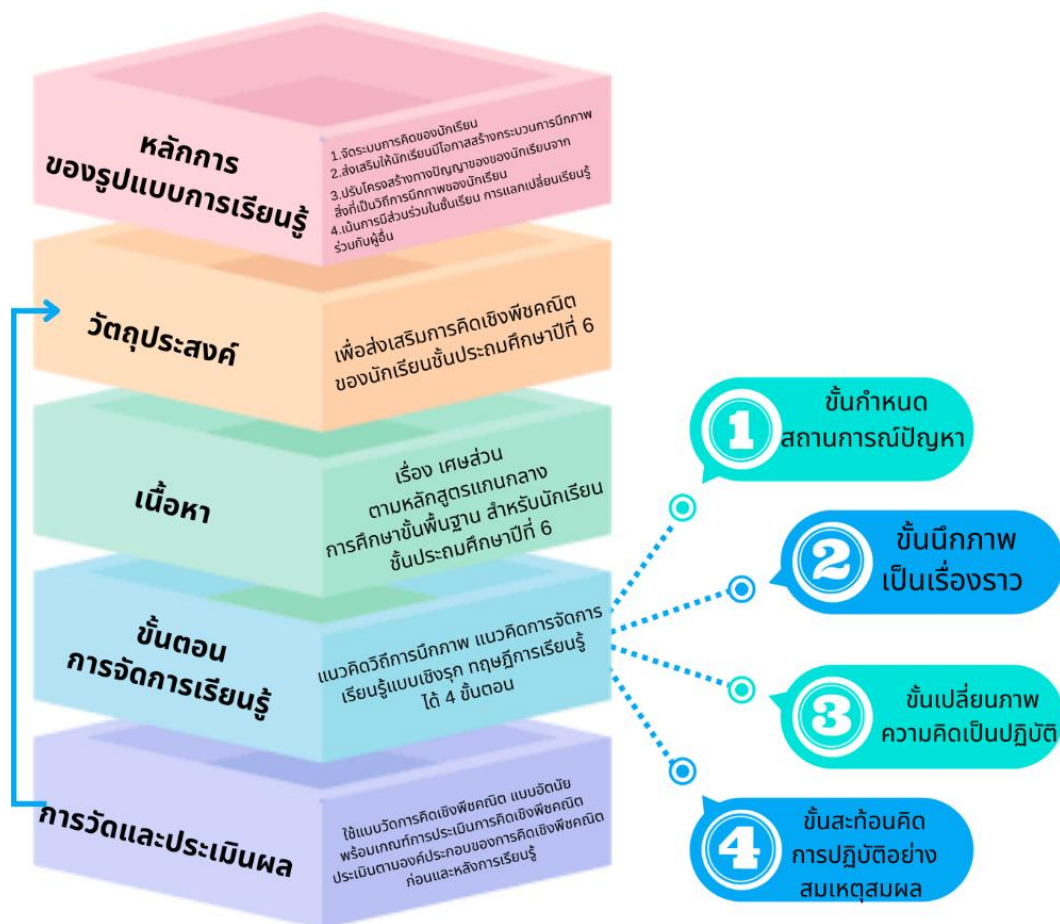 หลักการ
ของรูปแบบการเรียนรู้
1.จัดระบบการคิดของนักเรียน
2.ส่งเสริมให้นักเรียนมีโอกาสสร้างกระบวนการนึกภาพ
3.ปรับโครงสร้างทางปัญญาของของนักเรียนจาก
สิ่งที่เป็นวิถีการนึกภาพของนักเรียน
4.เน้นการมีส่วนร่วมในชั้นเรียน การแลกเปลี่ยนเรียนรู้
ร่วมกับผู้อื่น
วัตถุประสงค์
เพื่อส่งเสริมการคิดเชิงพีชคณิต
ของนักเรียนชั้นประถมศึกษาปีที่ 6
เนื้อหา
เรื่อง เศษส่วน
ตามหลักสูตรแกนกลาง
การศึกษาขั้นพื้นฐาน สำหรับนักเรียน
ชั้นประถมศึกษาปีที่ 6
ขั้นตอน
การจัดการเรียนรู้
แนวคิดวิถีการนึกภาพ แนวคิดการจัดการ
เรียนรู้แบบเชิงรุก ทฤษฎีการเรียนรู้
ได้ 4 ขั้นตอน
การวัดและประเมินผล
ใช้แบบวัดการคิดเชิงพีชคณิต แบบอัตนัย
พร้อมเกณฑ์การประเมินการคิดเชิงพีชคณิต
ประเมินตามองค์ประกอบของการคิดเชิงพีชคณิต
ก่อนและหลังการเรียนรู้
1
ขั้นกำหนด
สถานการณ์ปัญหา
2
ขั้นนึกภาพ
เป็นเรื่องราว
3
ขั้นเปลี่ยนภาพ
ความคิดเป็นปฏิบัติ
4
ขั้นสะท้อนคิด
การปฏิบัติอย่าง
สมเหตุสมผล